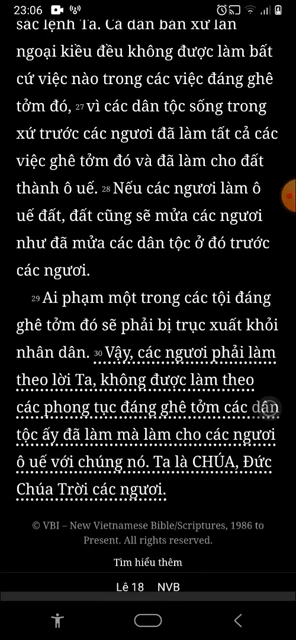 23:06
sắc lệnh Ta. Cả dân bản xứ lẫn
ngoại kiều đều không được làm bất
cứ việc nào trong các việc đáng ghê
tởm đó, 27 vì các dân tộc sống trong
xứ trước các ngươi đã làm tất cả các
việc ghê tởm đó và đã làm cho đất
thành ô uế. 28 Nếu các ngươi làm ô
uế đất, đất cũng sẽ mửa các ngươi
như đã mửa các dân tộc ở đó trước
các ngươi.
29 Ai phạm một trong các tội đáng
ghê tởm đó sẽ phải bị trục xuất khỏi
nhân dân. 30 Vậy, các ngươi phải làm
theo lời Ta, không được làm theo
các phong tục đáng ghê tởm các dân
tộc ấy đã làm mà làm cho các ngươi
ô uế với chúng nó. Ta là CHÚA, Đức
Chúa Trời các ngươi.
© VBI – New Vietnamese Bible/Scriptures, 1986 to
Present. All rights reserved.
Tìm hiểu thêm
Lê 18 NVB